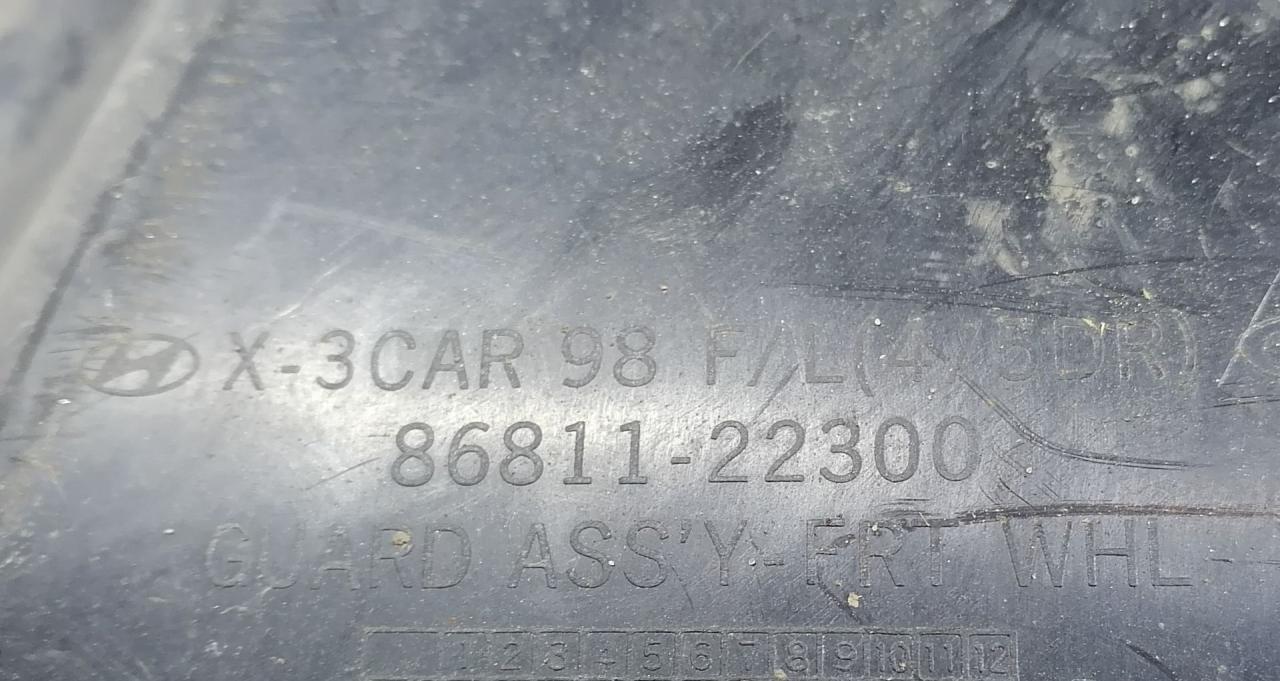 X-3CAR 98 F/L(4/5DR)
86811-22300
GUARD ASS'Y-FRT WHL-
1 2 3 4 5 6 7 8 9 10 11 12